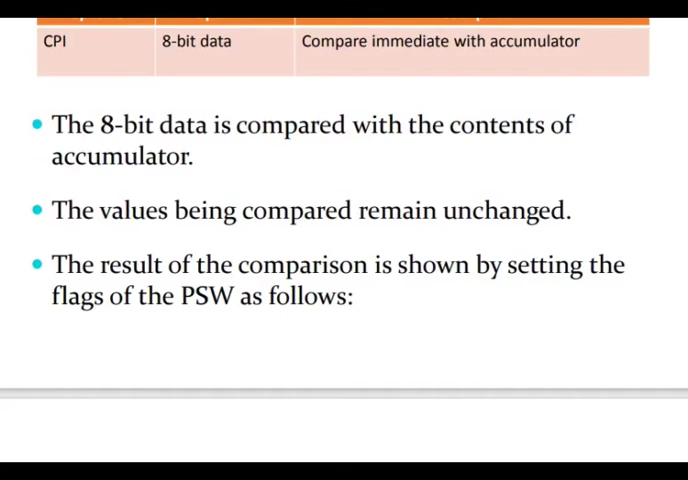 CPI 8-bit data Compare immediate with accumulator
• The 8-bit data is compared with the contents of
accumulator.
• The values being compared remain unchanged.
• The result of the comparison is shown by setting the
flags of the PSW as follows: